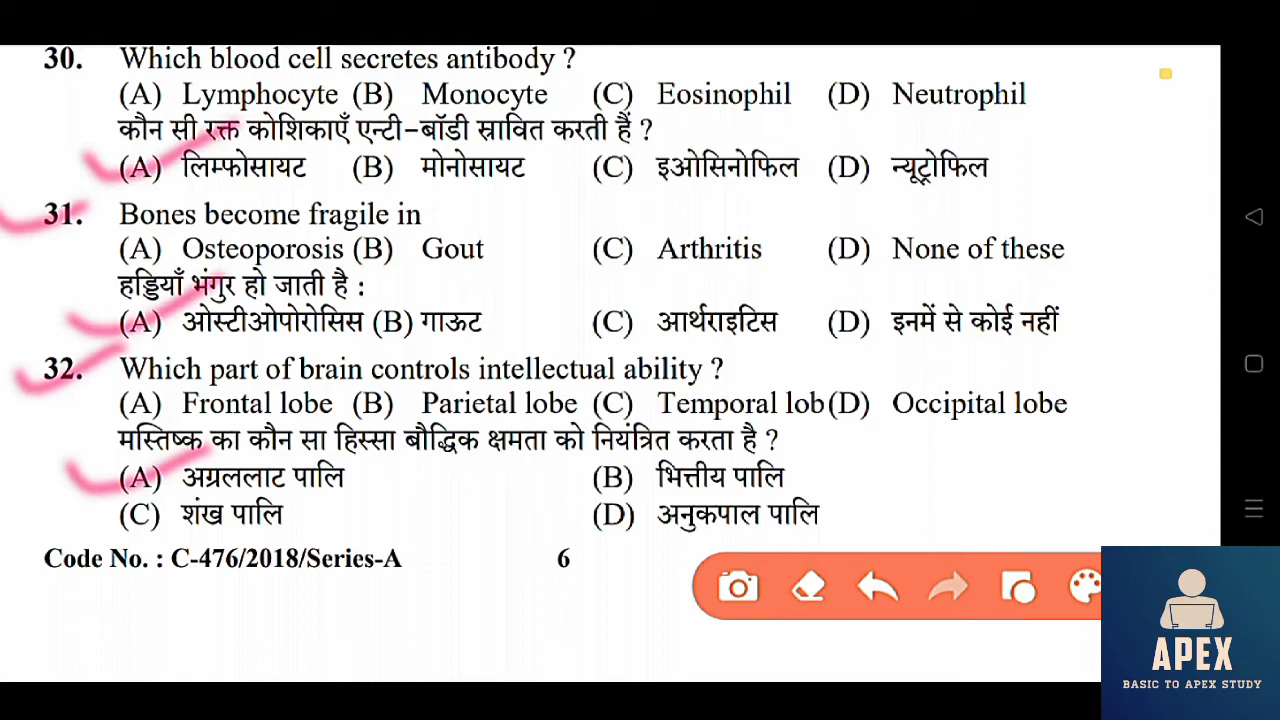 30. Which blood cell secretes antibody ?
(A) Lymphocyte (B) Monocyte (C) Eosinophil (D) Neutrophil
कौन सी रक्त कोशिकाएँ एन्टी–बॉडी स्रावित करती हैं ?
(A) लिम्फोसायट (B) मोनोसायट (C) इओसिनोफिल (D) न्यूट्रोफिल
31. Bones become fragile in
(A) Osteoporosis (B) Gout (C) Arthritis (D) None of these
हड्डियाँ भंगुर हो जाती है :
(A) ओस्टीओपोरोसिस (B) गाऊट (C) आर्थराइटिस (D) इनमें से कोई नहीं
32. Which part of brain controls intellectual ability ?
(A) Frontal lobe (B) Parietal lobe (C) Temporal lob (D) Occipital lobe
मस्तिष्क का कौन सा हिस्सा बौद्धिक क्षमता को नियंत्रित करता है ?
(A) अग्रललाट पालि (B) भित्तीय पालि
(C) शंख पालि (D) अनुकपाल पालि
Code No. : C-476/2018/Series-A 6
APEX
BASIC TO APEX STUDY